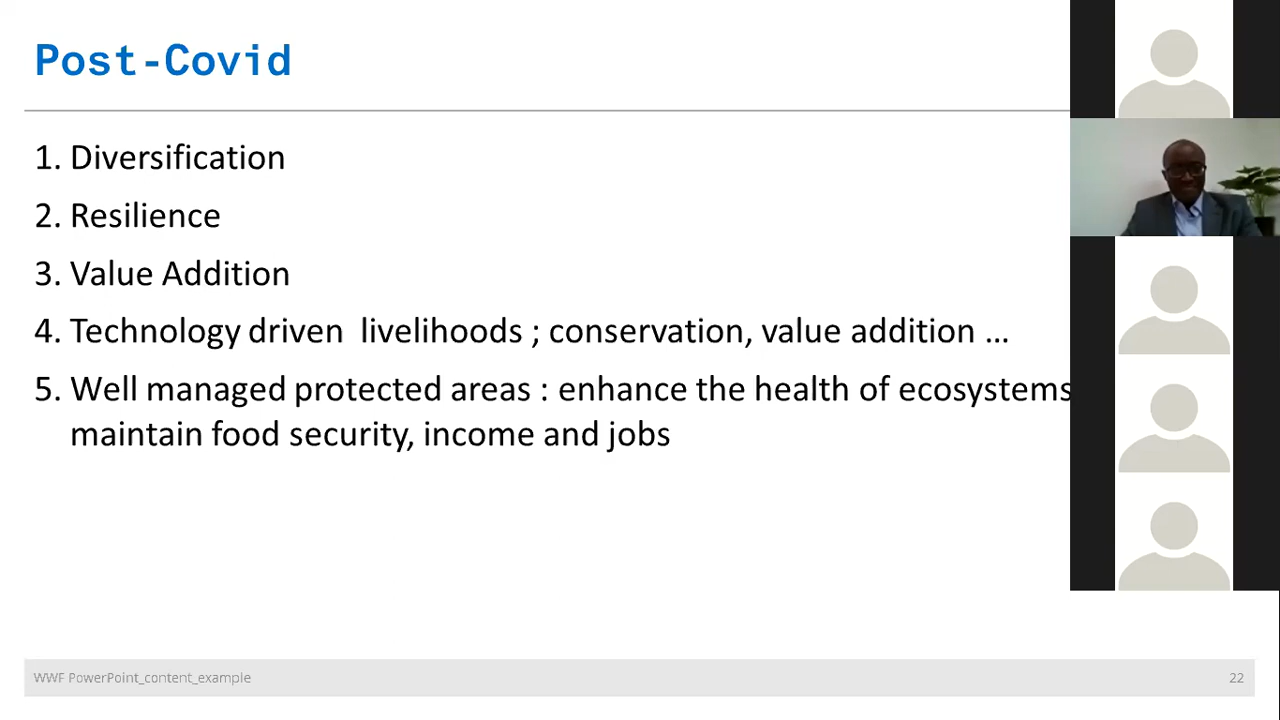 Post-Covid
1. Diversification
2. Resilience
3. Value Addition
4. Technology driven  livelihoods ; conservation, value addition ...
5. Well managed protected areas : enhance the health of ecosystems
maintain food security, income and jobs
WWF PowerPoint_content_example
22